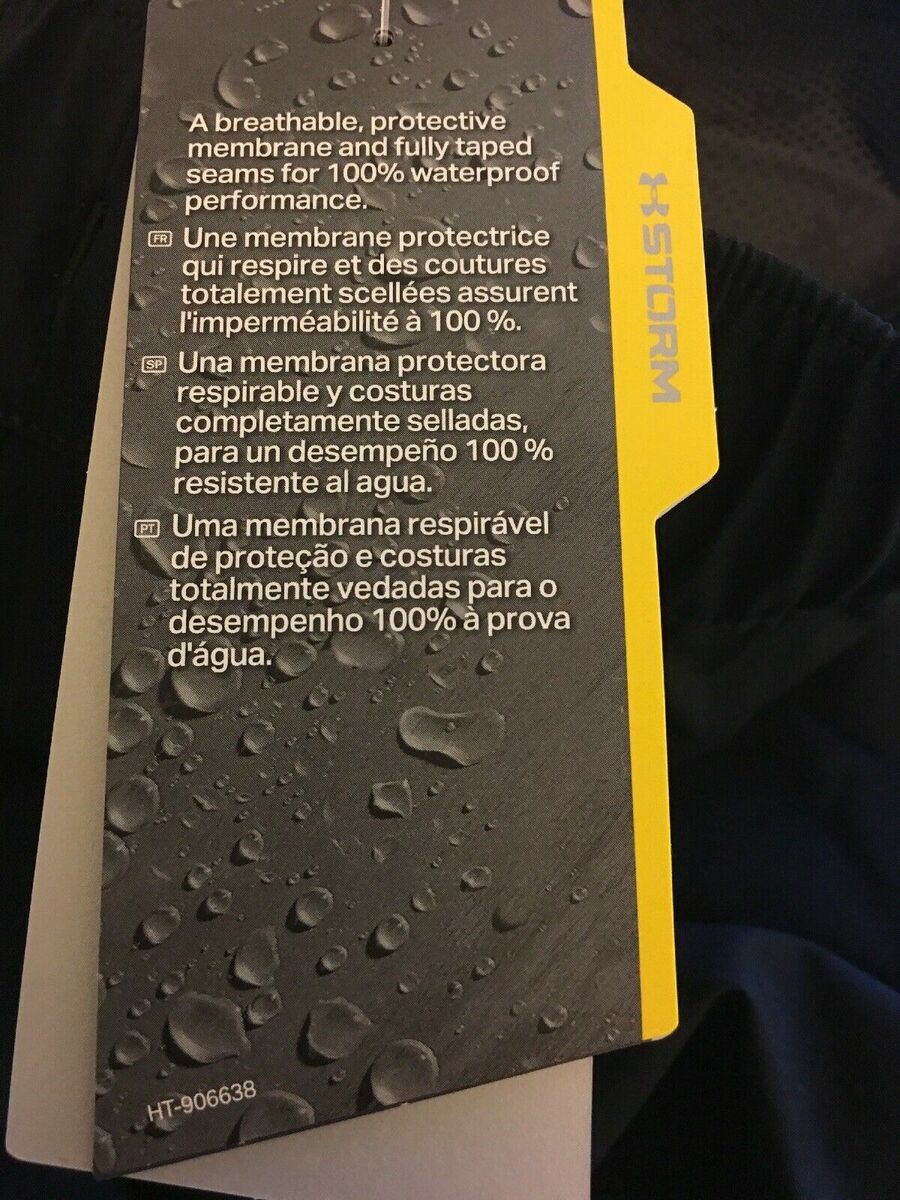 A breathable, protective
membrane and fully taped
seams for 100% waterproof
performance.
FR Une membrane protectrice
qui respire et des coutures
totalement scellées assurent
l'imperméabilité à 100 %.
SP Una membrana protectora
respirable y costuras
completamente selladas,
para un desempeño 100 %
resistente al agua.
PT Uma membrana respirável
de proteção e costuras
totalmente vedadas para o
desempenho 100% à prova
d'água.
HT-906638
STORM